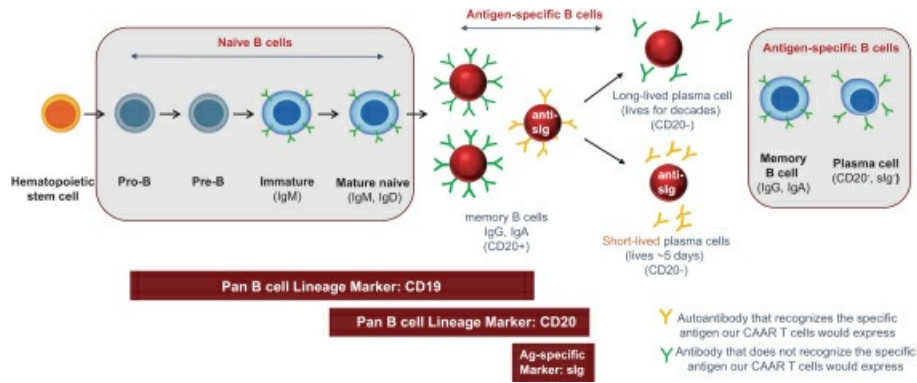 Naïve B cells
Hematopoietic
stem cell
Pro-B
Pre-B
Immature
(IgM)
Mature naive
(IgM, IgD)
Antigen-specific B cells
memory B cells
IgG, IgA
(CD20+)
anti-
sIg
Long-lived plasma cell
(lives for decades)
(CD20-)
anti-
sIg
Short-lived plasma cells
(lives ~5 days)
(CD20-)
Antigen-specific B cells
Memory
B cell
(IgG, IgA)
Plasma cell
(CD20-, sIg-)
Pan B cell Lineage Marker: CD19
Pan B cell Lineage Marker: CD20
Ag-specific
Marker: sIg
Autoantibody that recognizes the specific
antigen our CAAR T cells would express
Antibody that does not recognize the specific
antigen our CAAR T cells would express